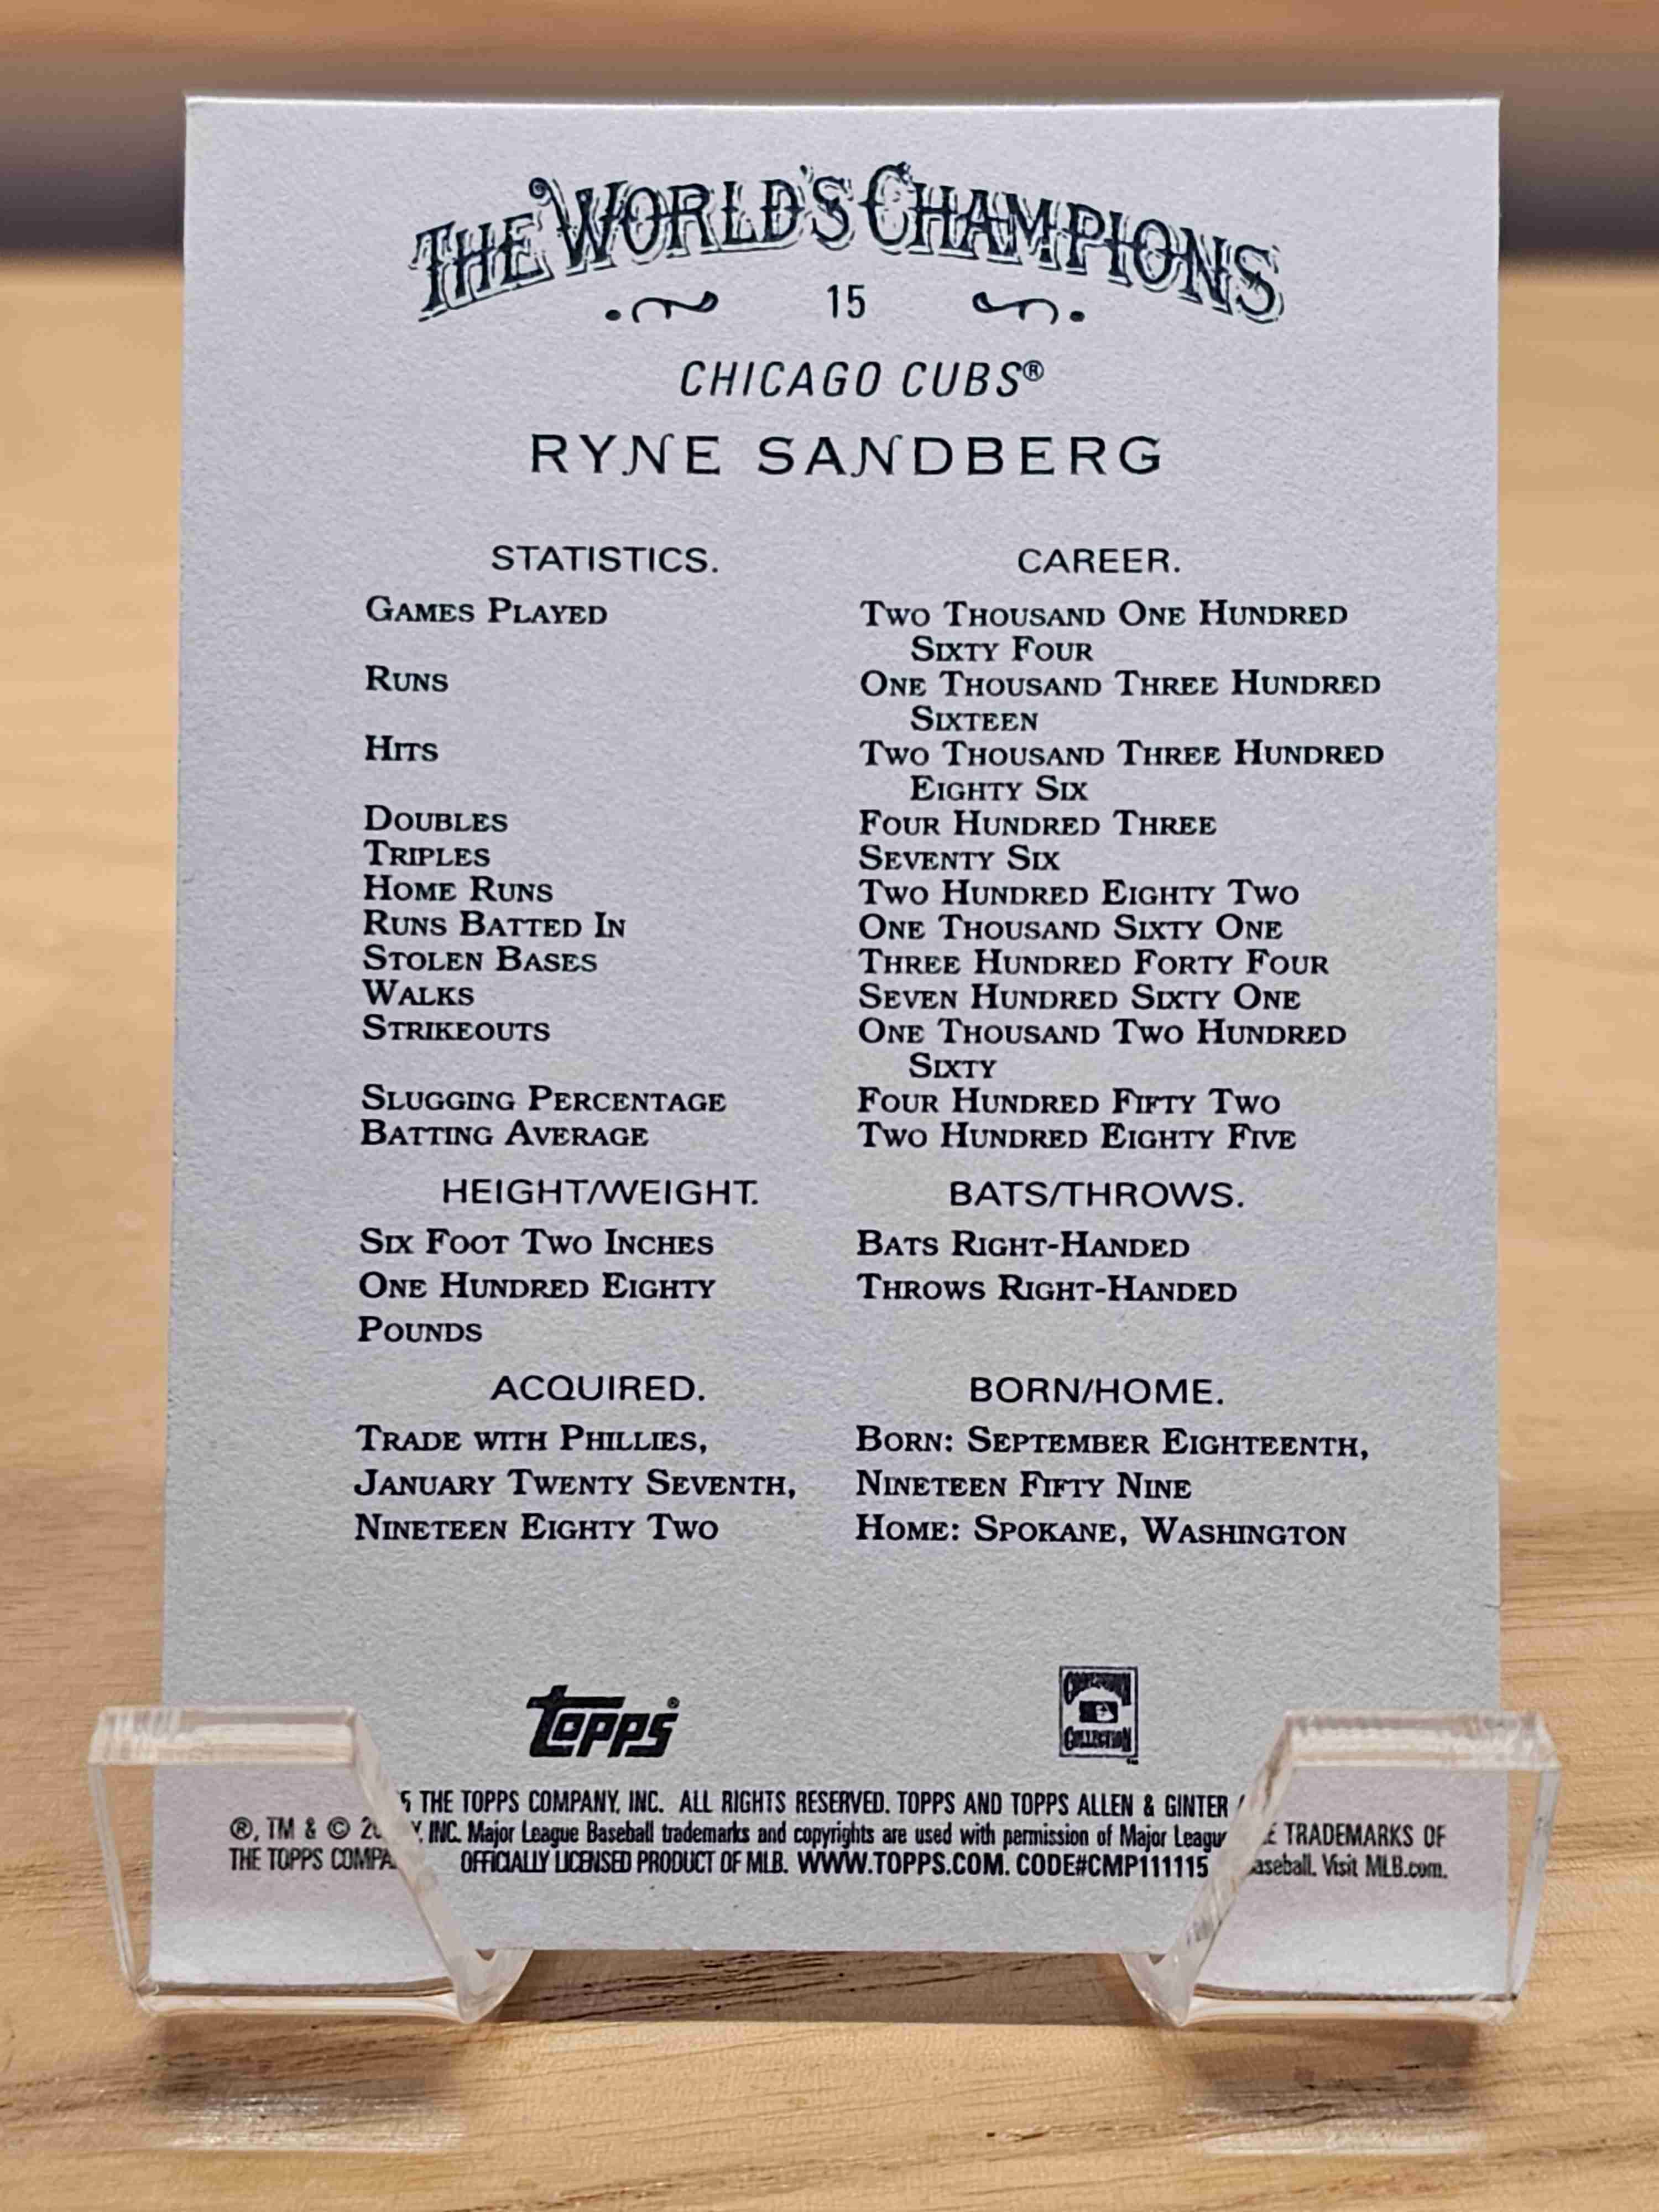 THE WORLD'S CHAMPIONS
15
CHICAGO CUBS®
RYNE SANDBERG
STATISTICS. CAREER.
GAMES PLAYED TWO THOUSAND ONE HUNDRED
SIXTY FOUR
RUNS ONE THOUSAND THREE HUNDRED
SIXTEEN
HITS TWO THOUSAND THREE HUNDRED
EIGHTY SIX
DOUBLES FOUR HUNDRED THREE
TRIPLES SEVENTY SIX
HOME RUNS TWO HUNDRED EIGHTY TWO
RUNS BATTED IN ONE THOUSAND SIXTY ONE
STOLEN BASES THREE HUNDRED FORTY FOUR
WALKS SEVEN HUNDRED SIXTY ONE
STRIKEOUTS ONE THOUSAND TWO HUNDRED
SIXTY
SLUGGING PERCENTAGE FOUR HUNDRED FIFTY TWO
BATTING AVERAGE TWO HUNDRED EIGHTY FIVE
HEIGHT/WEIGHT. BATS/THROWS.
SIX FOOT TWO INCHES BATS RIGHT-HANDED
ONE HUNDRED EIGHTY THROWS RIGHT-HANDED
POUNDS
ACQUIRED. BORN/HOME.
TRADE WITH PHILLIES, BORN: SEPTEMBER EIGHTEENTH,
JANUARY TWENTY SEVENTH, NINETEEN FIFTY NINE
NINETEEN EIGHTY TWO HOME: SPOKANE, WASHINGTON
Topps® COOPERSTOWN COLLECTION™
®, TM & © THE TOPPS COMPANY, INC. ALL RIGHTS RESERVED. TOPPS AND TOPPS ALLEN & GINTER TRADEMARKS OF
THE TOPPS INC. Major League Baseball trademarks and copyrights are used with permission of Major Baseball. Visit MLB.com.
OFFICIALLY LICENSED PRODUCT OF MLB. WWW.TOPPS.COM. CODE#CMP111115